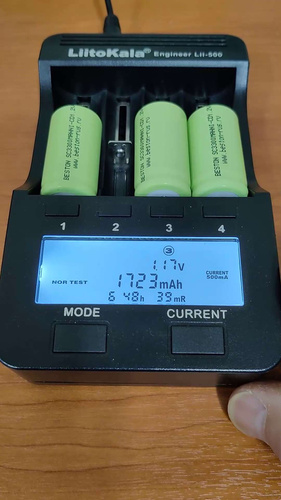 LiitoKala® Engineer Lii-500
1 2 3 4
3
1.17V
NOR TEST 1723mAh CURRENT 500mA
6 48h 39mR
MODE CURRENT